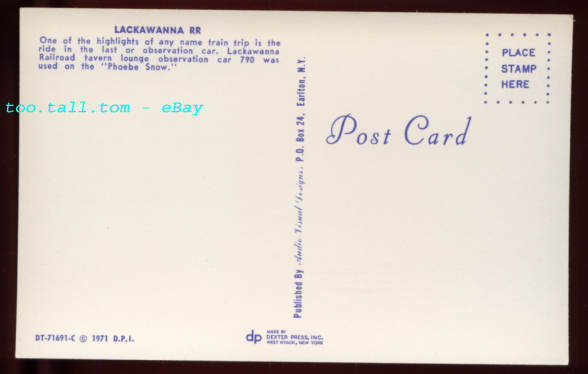 LACKAWANNA RR
One of the highlights of any name train trip is the
ride in the last or observation car. Lackawanna
Railroad tavern lounge observation car 790 was
used on the "Phoebe Snow."
too.tall.tom - eBay
PLACE
STAMP
HERE
Post Card
Published By Audio-Visual Designs, P.O. Box 24, Earlton, N.Y.
DT-71691-C © 1971 D.P.I.
dp
MADE BY
DEXTER PRESS, INC.
WEST NYACK, NEW YORK